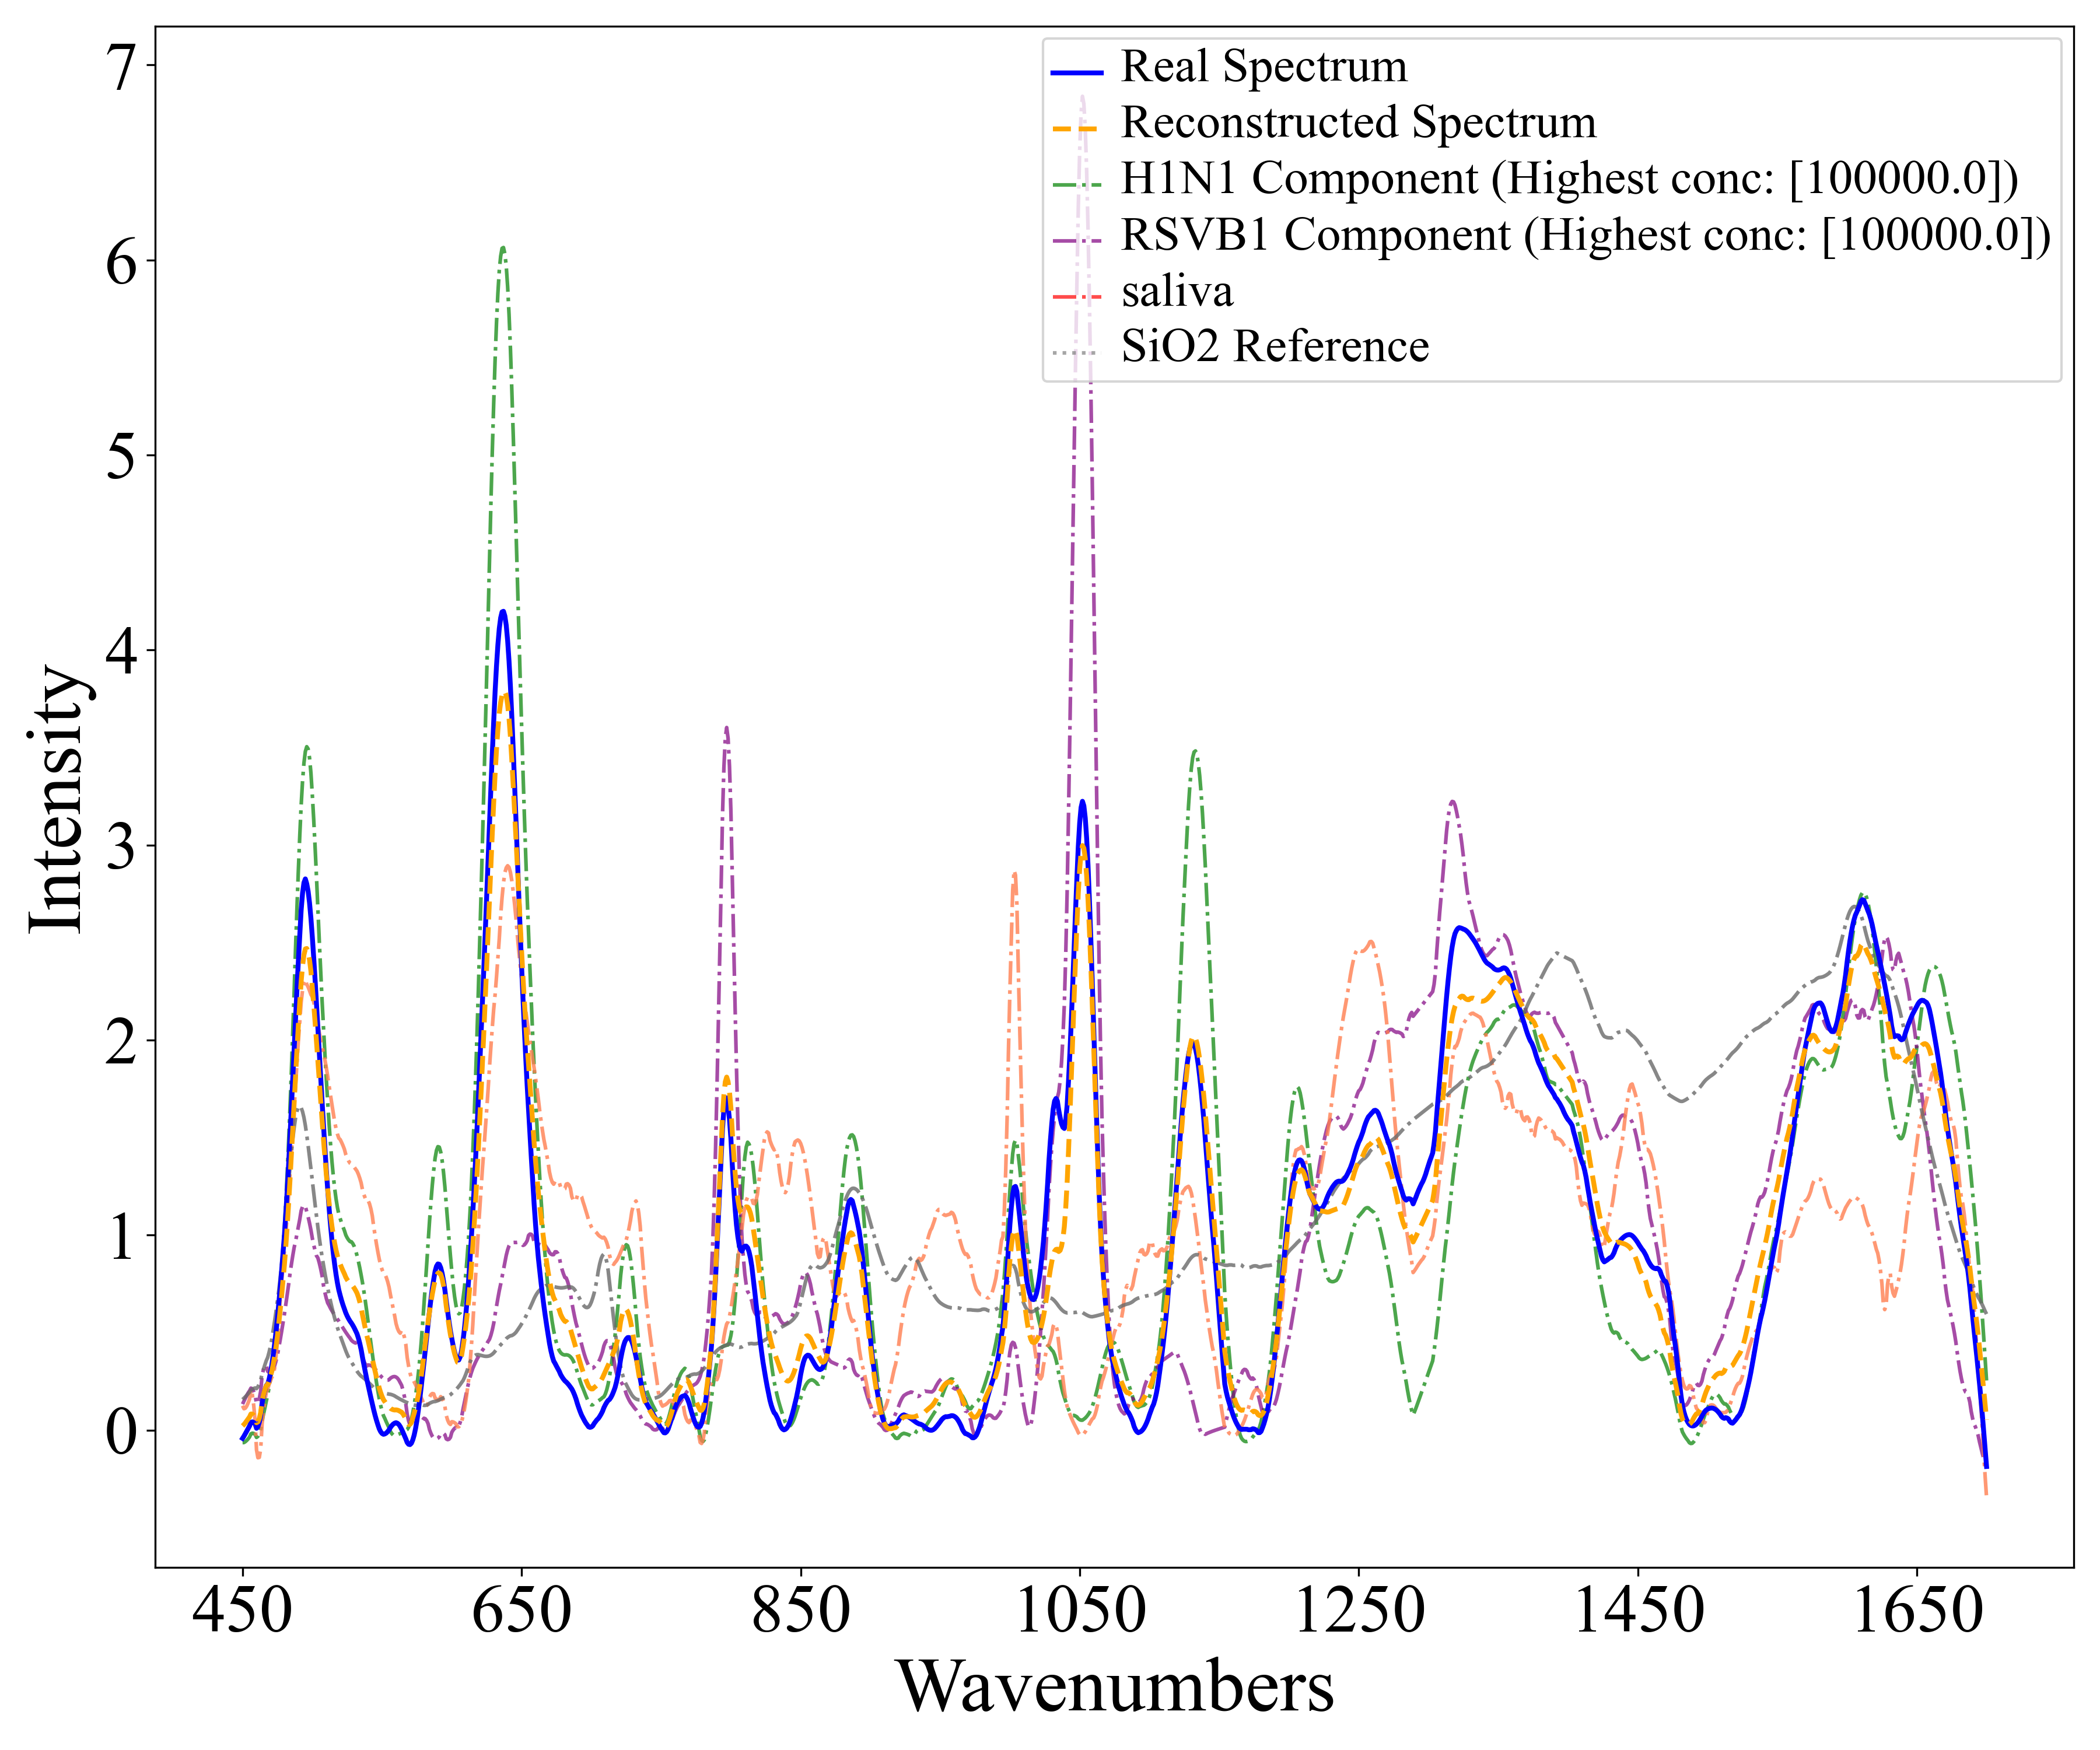 Real Spectrum
Reconstructed Spectrum
H1N1 Component (Highest conc: [100000.0])
RSVB1 Component (Highest conc: [100000.0])
saliva
SiO2 Reference
7
6
5
4
3
2
1
0
Intensity
450 650 850 1050 1250 1450 1650
Wavenumbers